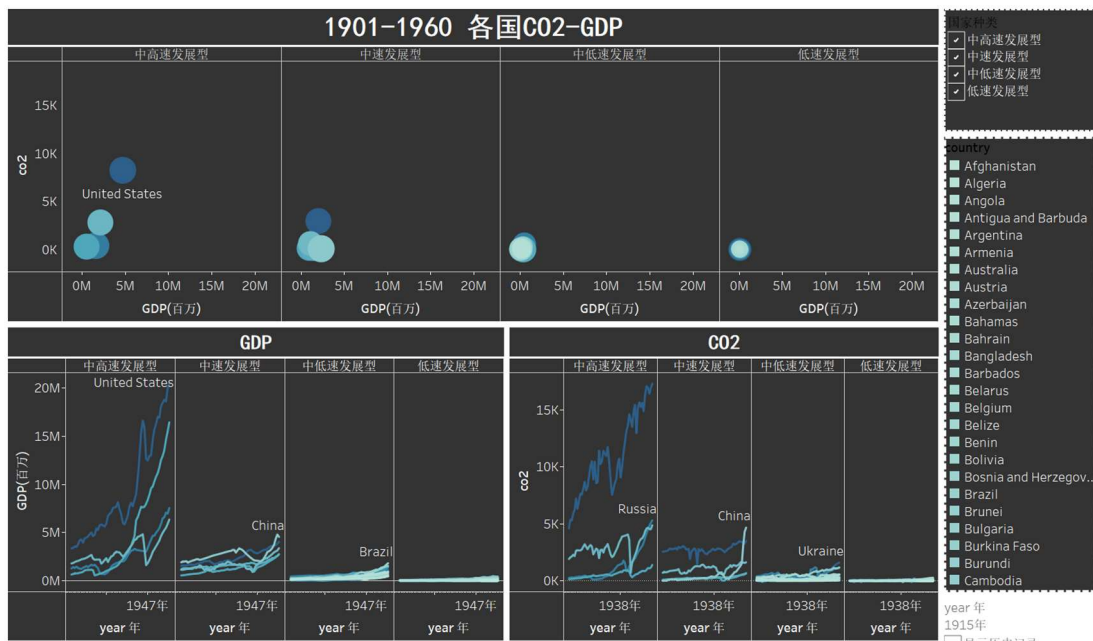 1901-1960 各国CO2-GDP
中高速发展型 中速发展型 中低速发展型 低速发展型
15K
10K
5K
0K
co2
United States
0M 5M 10M 15M 20M 0M 5M 10M 15M 20M 0M 5M 10M 15M 20M 0M 5M 10M 15M 20M
GDP(百万) GDP(百万) GDP(百万) GDP(百万)
GDP
中高速发展型 中速发展型 中低速发展型 低速发展型
20M
15M
10M
5M
0M
GDP(百万)
United States
China
Brazil
1947年 1947年 1947年 1947年
year 年 year 年 year 年 year 年
CO2
中高速发展型 中速发展型 中低速发展型 低速发展型
15K
10K
5K
0K
co2
Russia
China
Ukraine
1938年 1938年 1938年 1938年
year 年 year 年 year 年 year 年
国家种类
中高速发展型
中速发展型
中低速发展型
低速发展型
country
Afghanistan
Algeria
Angola
Antigua and Barbuda
Argentina
Armenia
Australia
Austria
Azerbaijan
Bahamas
Bahrain
Bangladesh
Barbados
Belarus
Belgium
Belize
Benin
Bolivia
Bosnia and Herzegov..
Brazil
Brunei
Bulgaria
Burkina Faso
Burundi
Cambodia
year 年
1915年